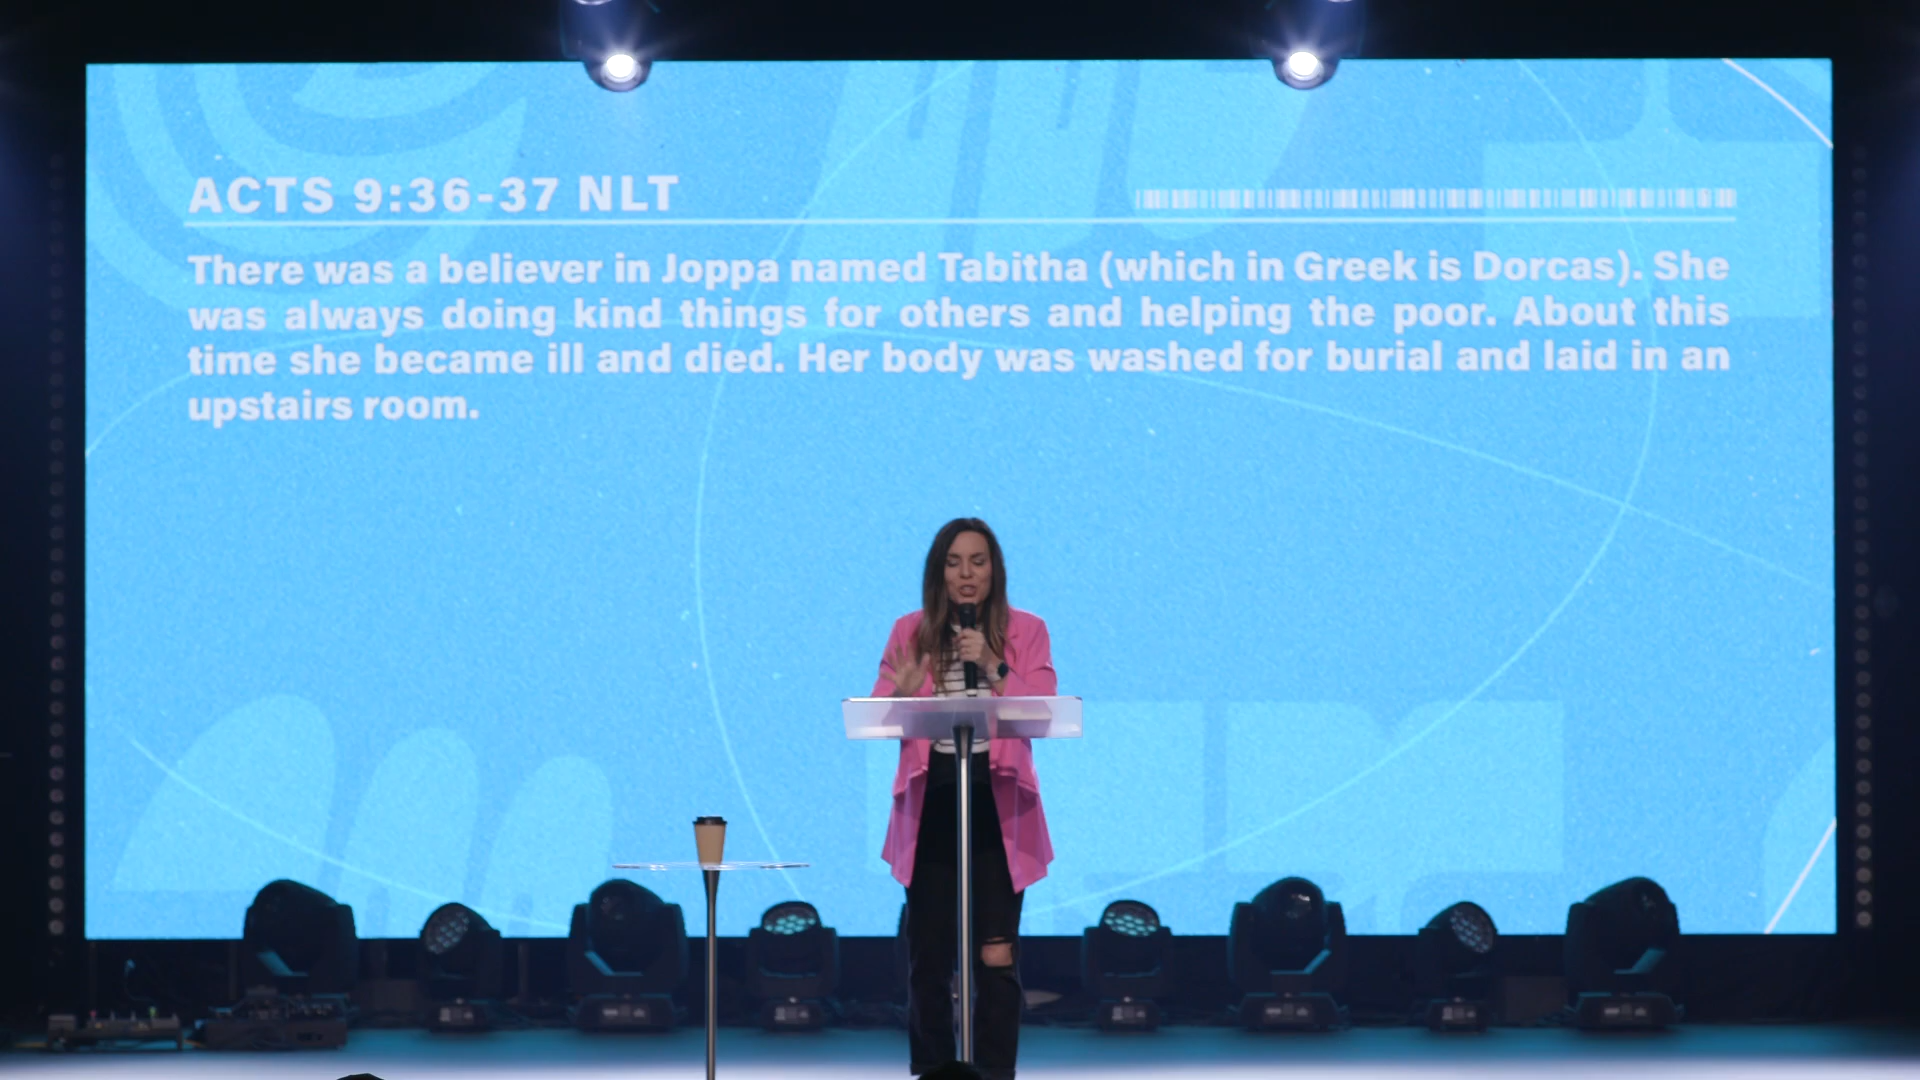 ACTS 9:36-37 NLT
There was a believer in Joppa named Tabitha (which in Greek is Dorcas). She
was always doing kind things for others and helping the poor. About this
time she became ill and died. Her body was washed for burial and laid in an
upstairs room.